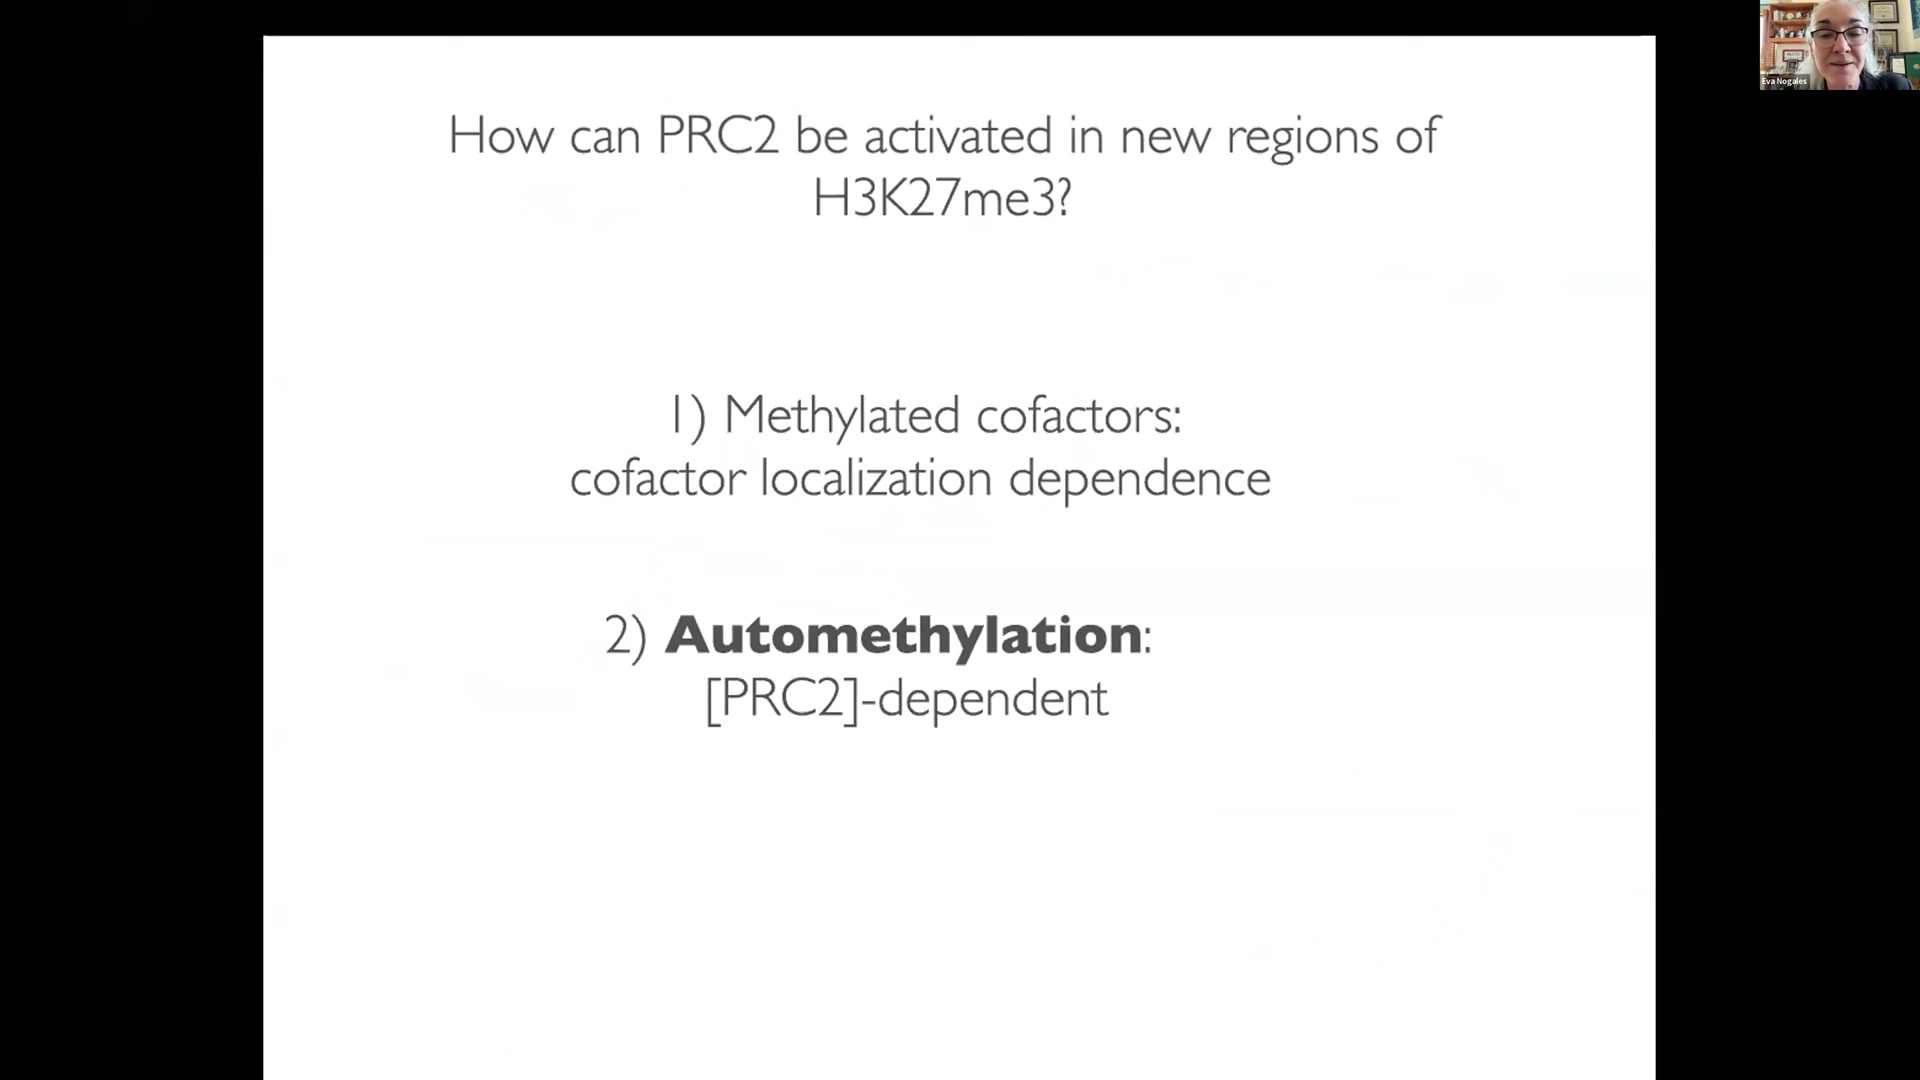 How can PRC2 be activated in new regions of
H3K27me3?
1) Methylated cofactors:
cofactor localization dependence
2) Automethylation:
[PRC2]-dependent
Eva Nogales